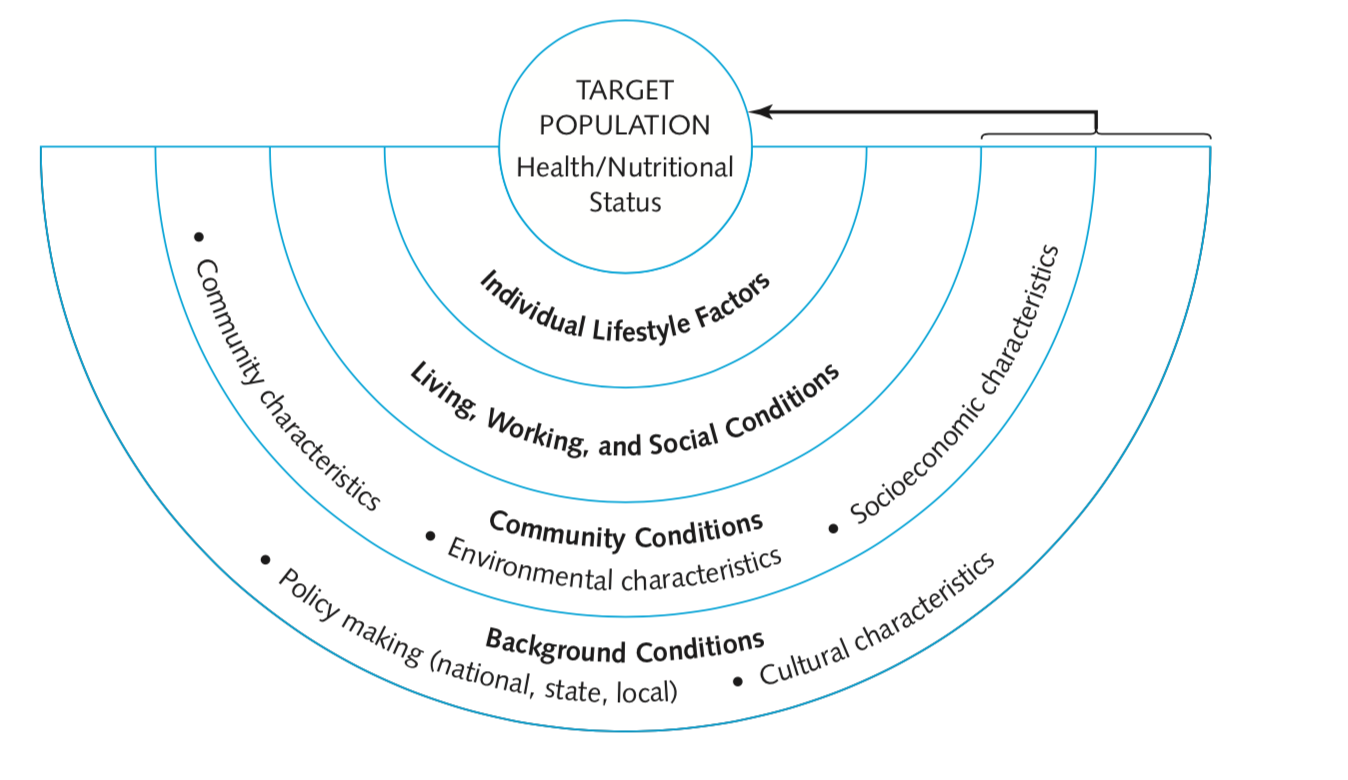 TARGET
POPULATION
Health/Nutritional
Status
Individual Lifestyle Factors
Living, Working, and Social Conditions
Community Conditions
• Community characteristics
• Environmental characteristics
• Socioeconomic characteristics
Background Conditions
• Policy making (national, state, local)
• Cultural characteristics